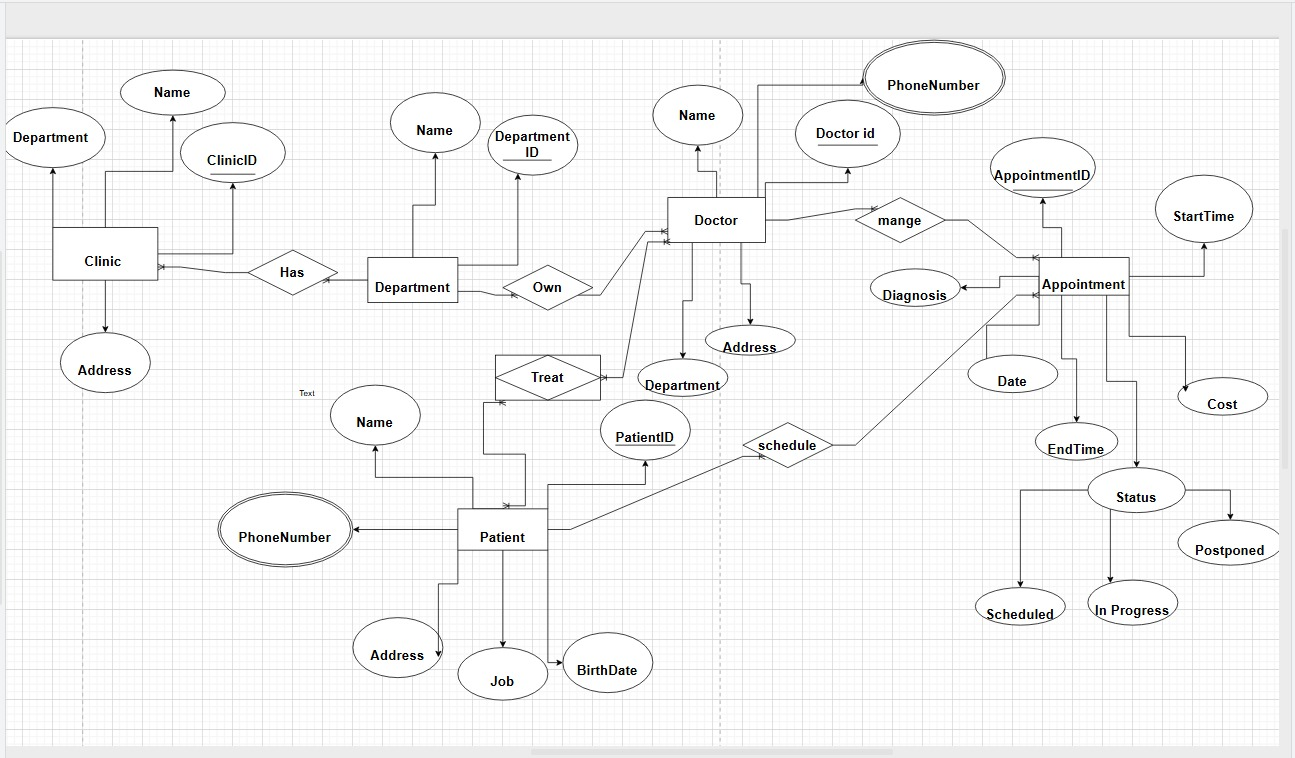 PhoneNumber
Name
Name
Name
Department
Doctor id
Department
ID
ClinicID
AppointmentID
StartTime
Doctor
mange
Clinic
Has
Department
Own
Appointment
Diagnosis
Address
Address
Treat
Department
Date
Cost
Text
Name
PatientID
schedule
EndTime
Status
PhoneNumber
Patient
Postponed
Scheduled
In Progress
Address
Job
BirthDate